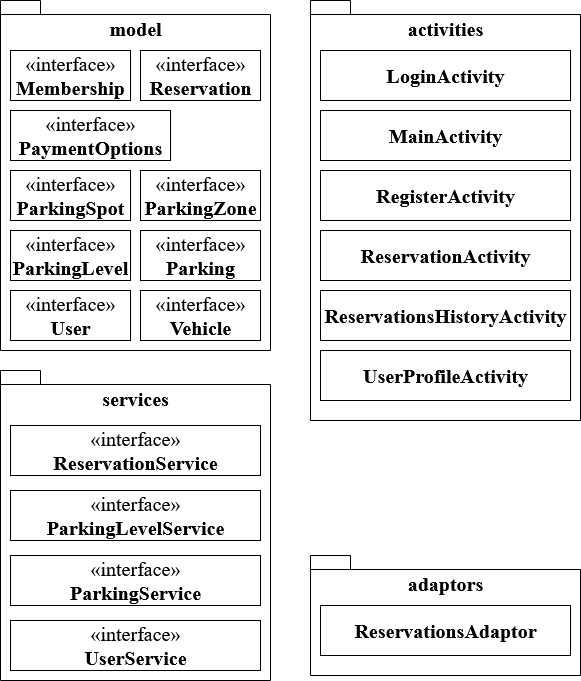 model
«interface»
Membership
«interface»
Reservation
«interface»
PaymentOptions
«interface»
ParkingSpot
«interface»
ParkingZone
«interface»
ParkingLevel
«interface»
Parking
«interface»
User
«interface»
Vehicle
activities
LoginActivity
MainActivity
RegisterActivity
ReservationActivity
ReservationsHistoryActivity
UserProfileActivity
services
«interface»
ReservationService
«interface»
ParkingLevelService
«interface»
ParkingService
«interface»
UserService
adaptors
ReservationsAdaptor